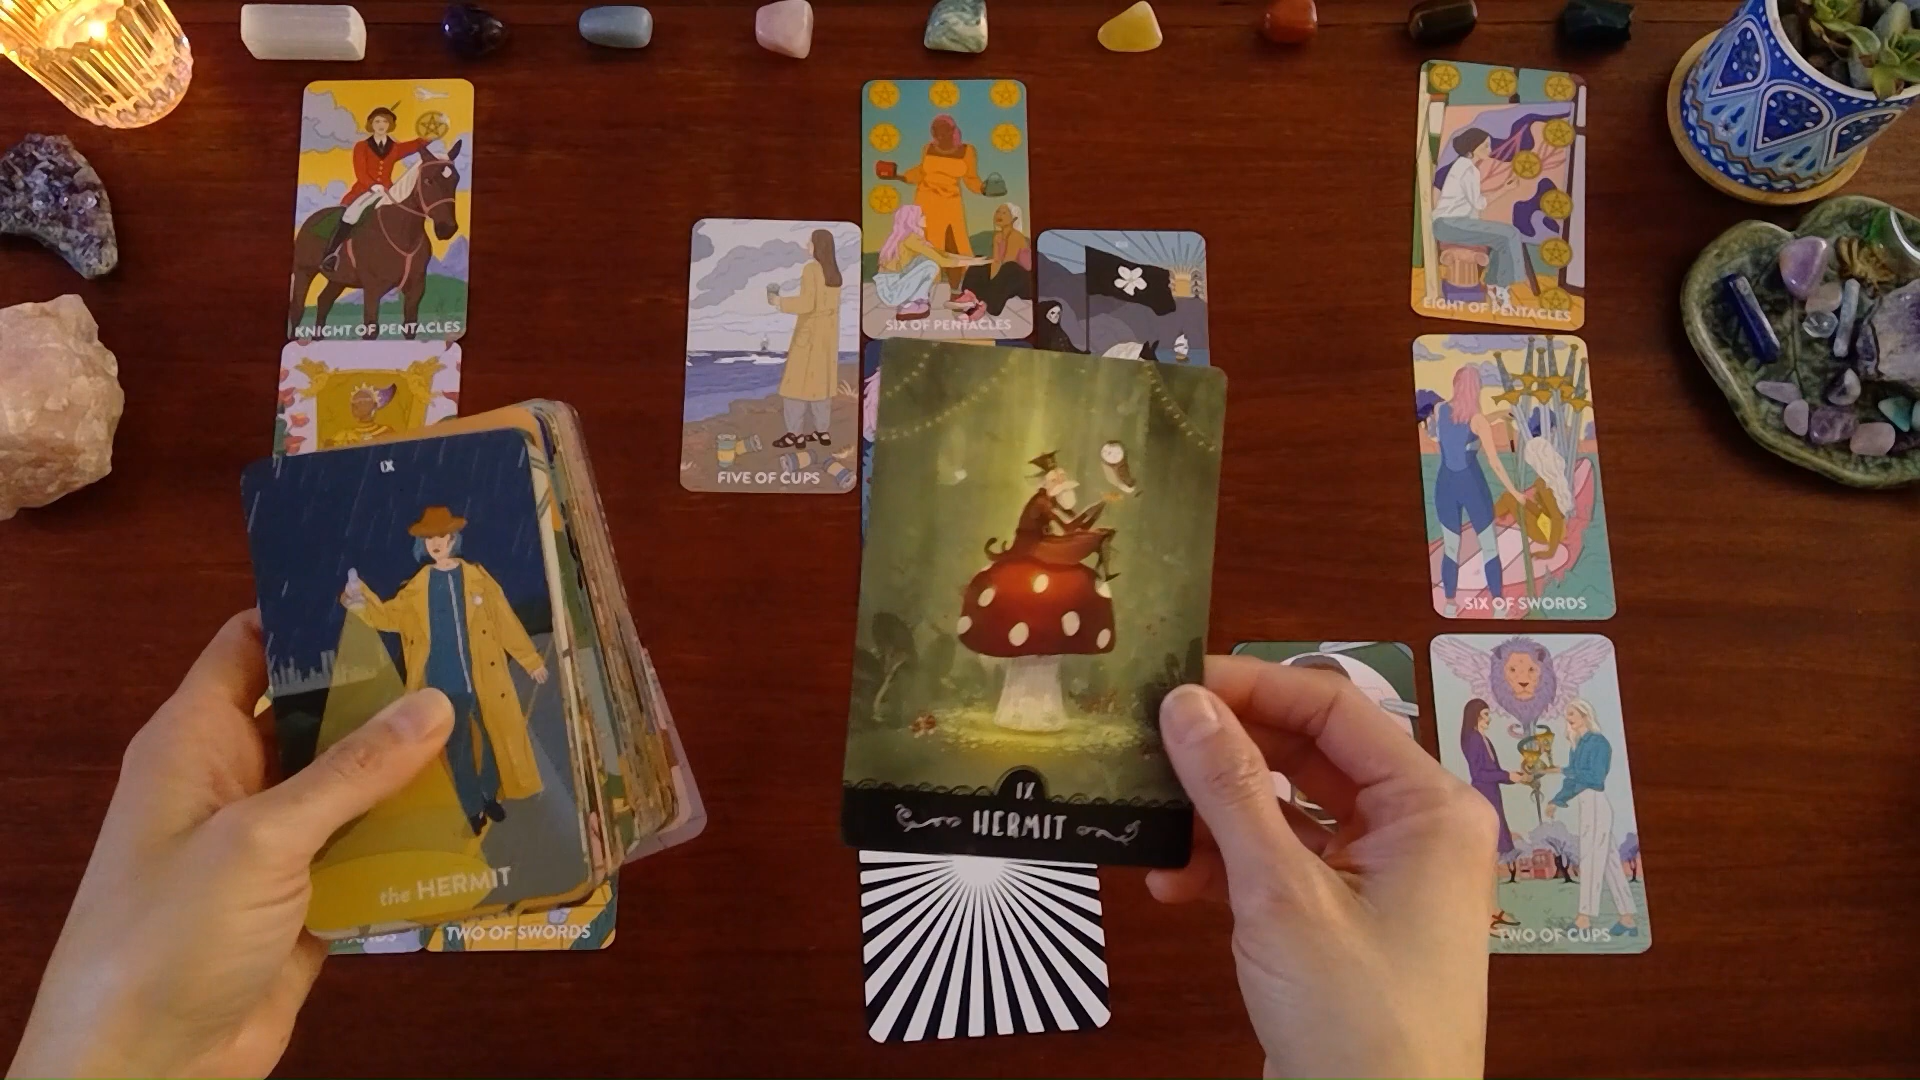 KNIGHT OF PENTACLES
SIX OF PENTACLES
EIGHT OF PENTACLES
FIVE OF CUPS
IX
the HERMIT
SIX OF SWORDS
IX
HERMIT
TWO OF SWORDS
TWO OF CUPS